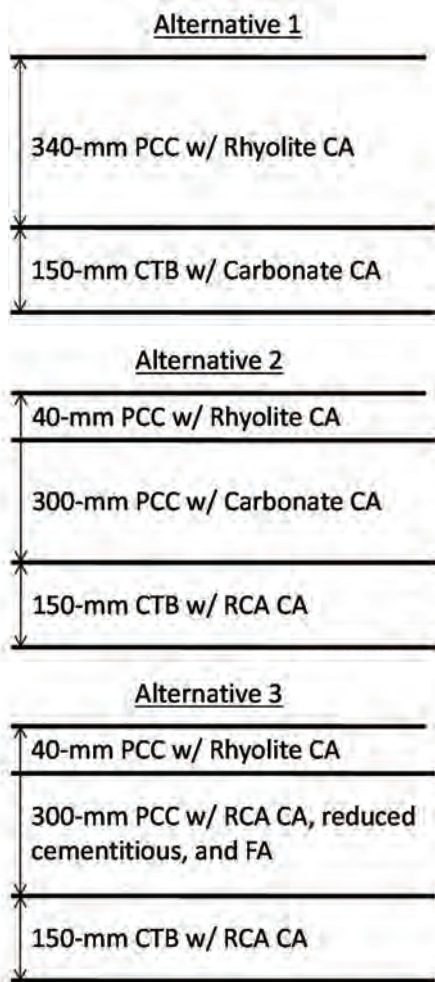 Alternative 1
340-mm PCC w/ Rhyolite CA
150-mm CTB w/ Carbonate CA
Alternative 2
40-mm PCC w/ Rhyolite CA
300-mm PCC w/ Carbonate CA
150-mm CTB w/ RCA CA
Alternative 3
40-mm PCC w/ Rhyolite CA
300-mm PCC w/ RCA CA, reduced
cementitious, and FA
150-mm CTB w/ RCA CA